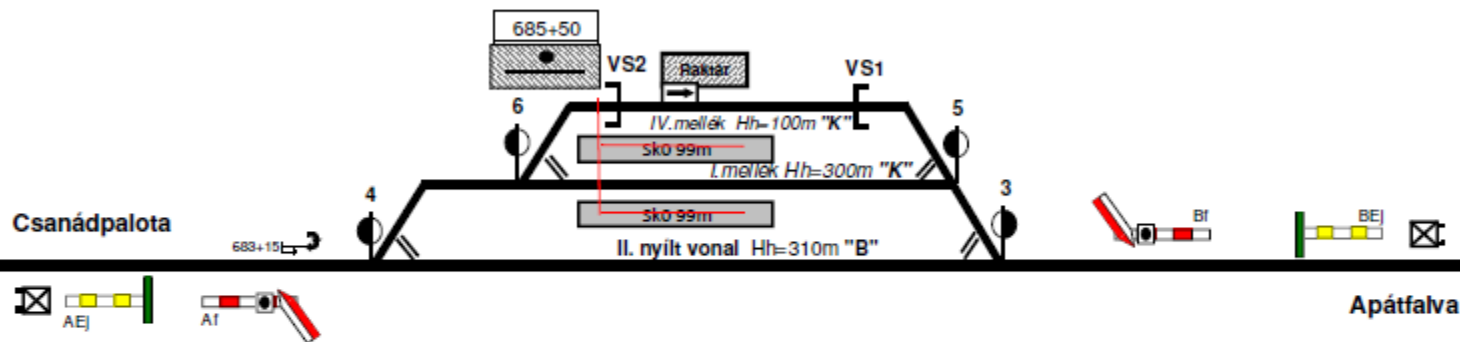 685+50
VS2
Raktár
VS1
6
5
IV.mellék Hh=100m "K"
Sk0 99m
I.mellék Hh=300m "K"
4
3
Csanádpalota
Sk0 99m
Bf
BEj
683+15
II. nyílt vonal Hh=310m "B"
AEj
Af
Apátfalva